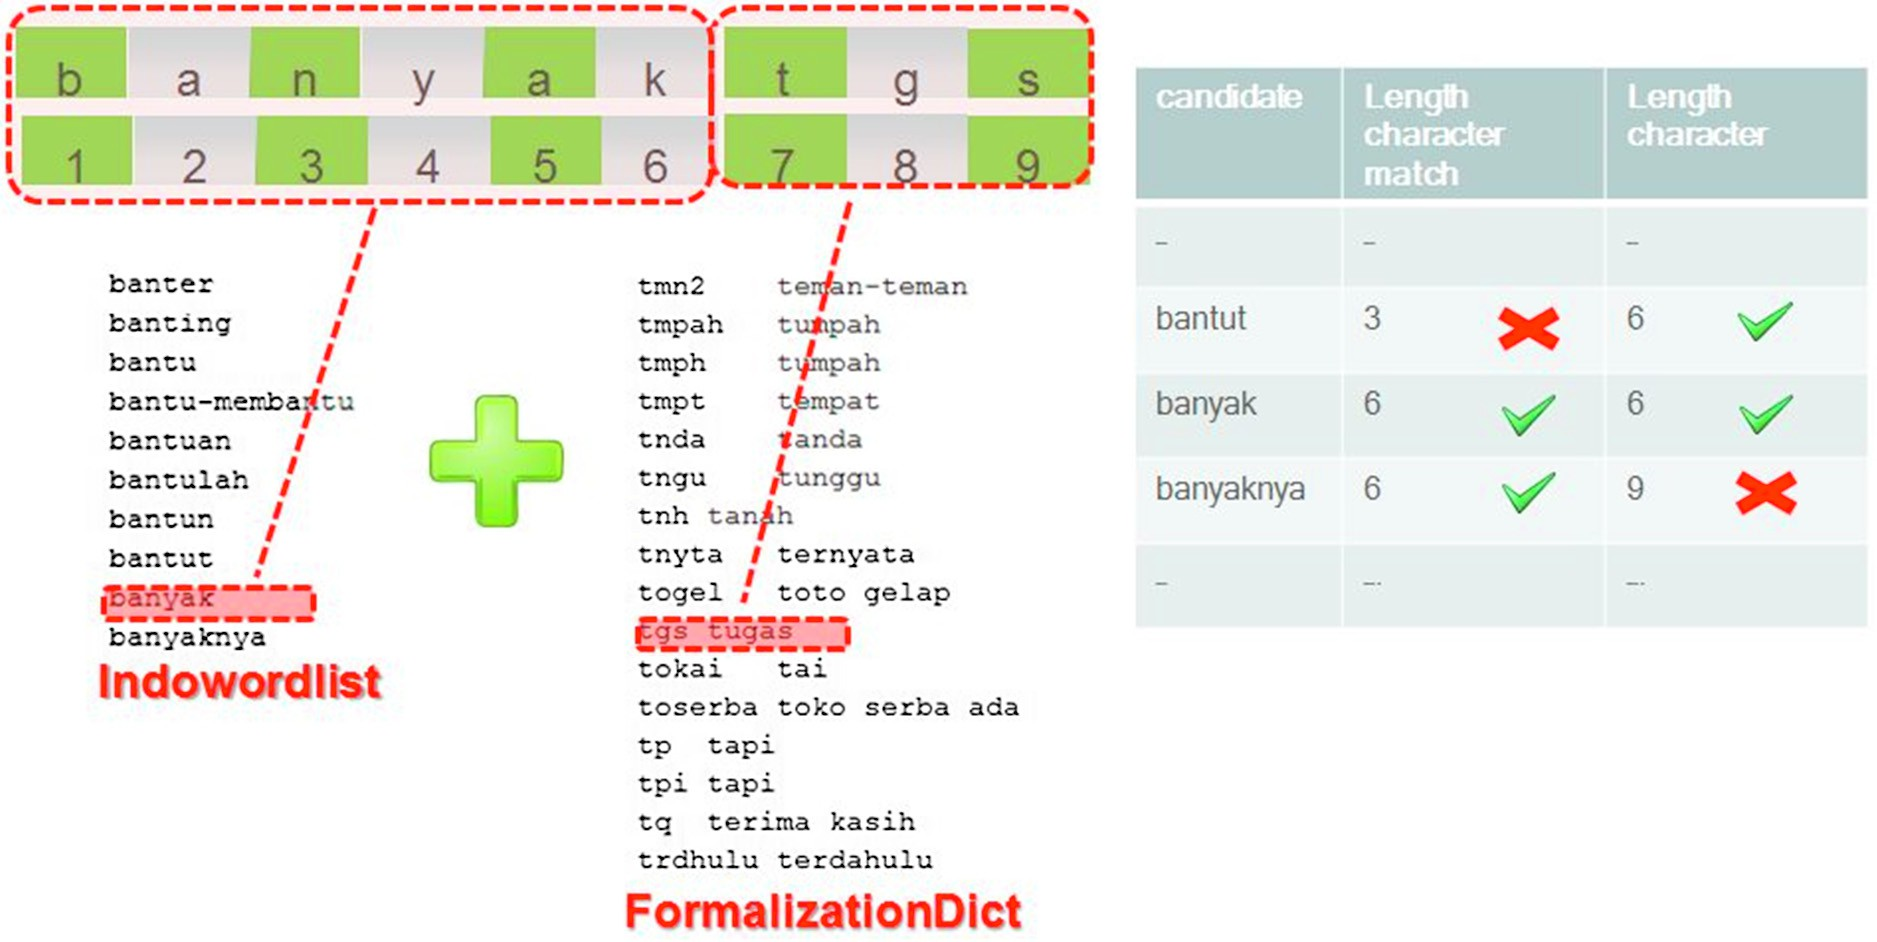 b a n y a k t g s
1 2 3 4 5 6 7 8 9
banter
banting
bantu
bantu-membantu
bantuan
bantulah
bantun
bantut
banyak
banyaknya
Indowordlist
tmn2 teman-teman
tmpah tumpah
tmph tumpah
tmpt tempat
tnda tanda
tngu tunggu
tnh tanah
tnyta ternyata
togel toto gelap
tgs tugas
tokai tai
toserba toko serba ada
tp tapi
tpi tapi
tq terima kasih
trdhulu terdahulu
FormalizationDict
candidate Length character match Length character
– – –
bantut 3 6
banyak 6 6
banyaknya 6 9
– –. –.